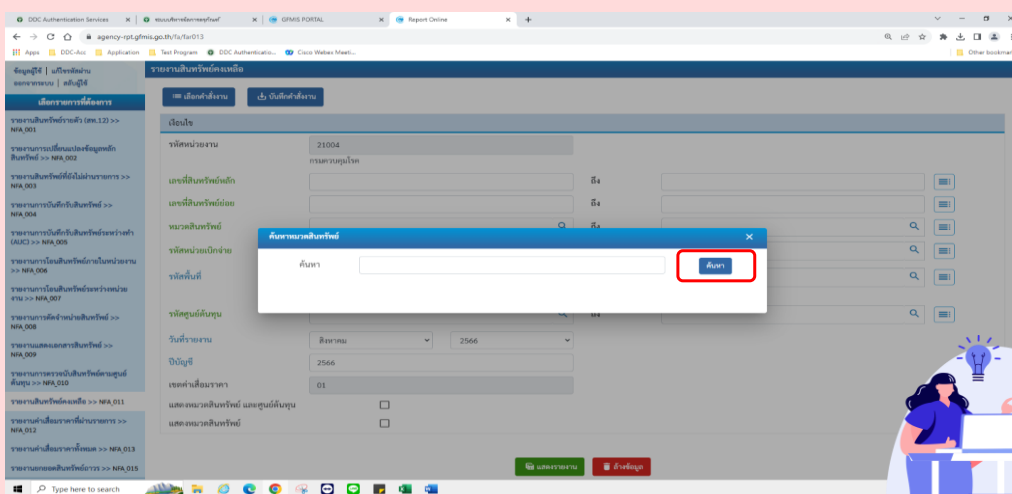 DDC Authentication Services
ระบบบริหารจัดการครุภัณฑ์
GFMIS PORTAL
Report Online
agency-rpt.gfmis.go.th/fa/far013
Apps DDC-Acc Application Test Program DDC Authenticatio... Cisco Webex Meeti... Other bookmar
ข้อมูลผู้ใช้ | แก้ไขรหัสผ่าน
ออกจากระบบ | สลับผู้ใช้
รายงานสินทรัพย์คงเหลือ
เลือกรายการที่ต้องการ
เลือกคำสั่งงาน บันทึกคำสั่งงาน
รายงานสินทรัพย์รายตัว (สท.12) >>
NFA_001
รายงานการเปลี่ยนแปลงข้อมูลหลัก
สินทรัพย์ >> NFA_002
รายงานสินทรัพย์ที่ยังไม่ผ่านรายการ >>
NFA_003
รายงานการบันทึกรับสินทรัพย์ >>
NFA_004
รายงานการบันทึกรับสินทรัพย์ระหว่างทำ
(AUC) >> NFA_005
รายงานการโอนสินทรัพย์ภายในหน่วยงาน
>> NFA_006
รายงานการโอนสินทรัพย์ระหว่างหน่วย
งาน >> NFA_007
รายงานการตัดจำหน่ายสินทรัพย์ >>
NFA_008
รายงานแสดงเอกสารสินทรัพย์ >>
NFA_009
รายงานการตรวจนับสินทรัพย์ตามศูนย์
ต้นทุน >> NFA_010
รายงานสินทรัพย์คงเหลือ >> NFA_011
รายงานค่าเสื่อมราคาที่ผ่านรายการ >>
NFA_012
รายงานค่าเสื่อมราคาทั้งหมด >> NFA_013
รายงานยกยอดสินทรัพย์ถาวร >> NFA_015
เงื่อนไข
รหัสหน่วยงาน 21004
กรมควบคุมโรค
เลขที่สินทรัพย์หลัก ถึง
เลขที่สินทรัพย์ย่อย ถึง
หมวดสินทรัพย์ ถึง
ค้นหาหมวดสินทรัพย์
รหัสหน่วยเบิกจ่าย
ค้นหา ค้นหา
รหัสพื้นที่
รหัสศูนย์ต้นทุน ถึง
วันที่รายงาน สิงหาคม 2566
ปีบัญชี 2566
เขตค่าเสื่อมราคา 01
แสดงหมวดสินทรัพย์ และศูนย์ต้นทุน
แสดงหมวดสินทรัพย์
แสดงรายงาน ล้างข้อมูล
Type here to search